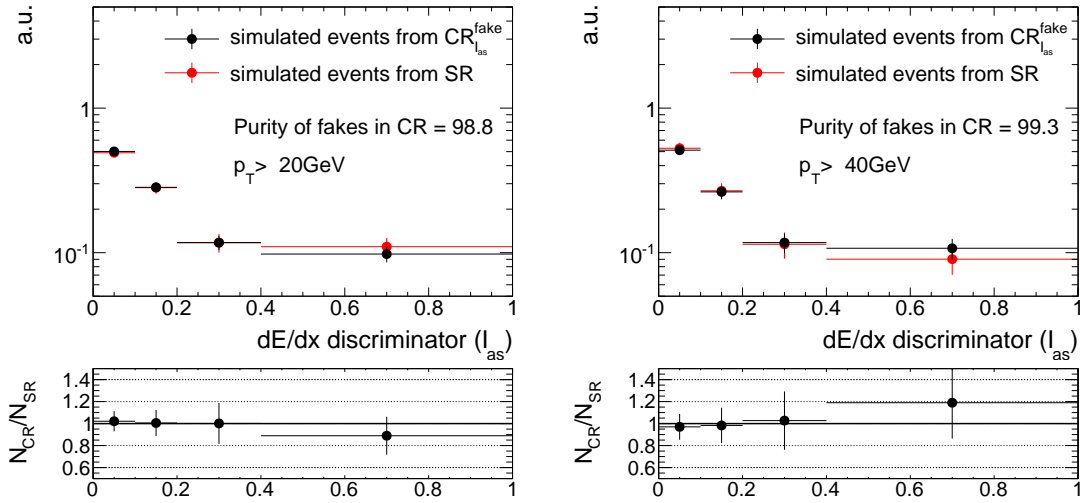 a.u.
simulated events from CR^fake_I_as
simulated events from SR
Purity of fakes in CR = 98.8
p_T> 20GeV
1
10^-1
0 0.2 0.4 0.6 0.8 1
dE/dx discriminator (I_as)
N_CR/N_SR
1.4
1.2
1
0.8
0.6
0 0.2 0.4 0.6 0.8 1
a.u.
simulated events from CR^fake_I_as
simulated events from SR
Purity of fakes in CR = 99.3
p_T> 40GeV
1
10^-1
0 0.2 0.4 0.6 0.8 1
dE/dx discriminator (I_as)
N_CR/N_SR
1.4
1.2
1
0.8
0.6
0 0.2 0.4 0.6 0.8 1